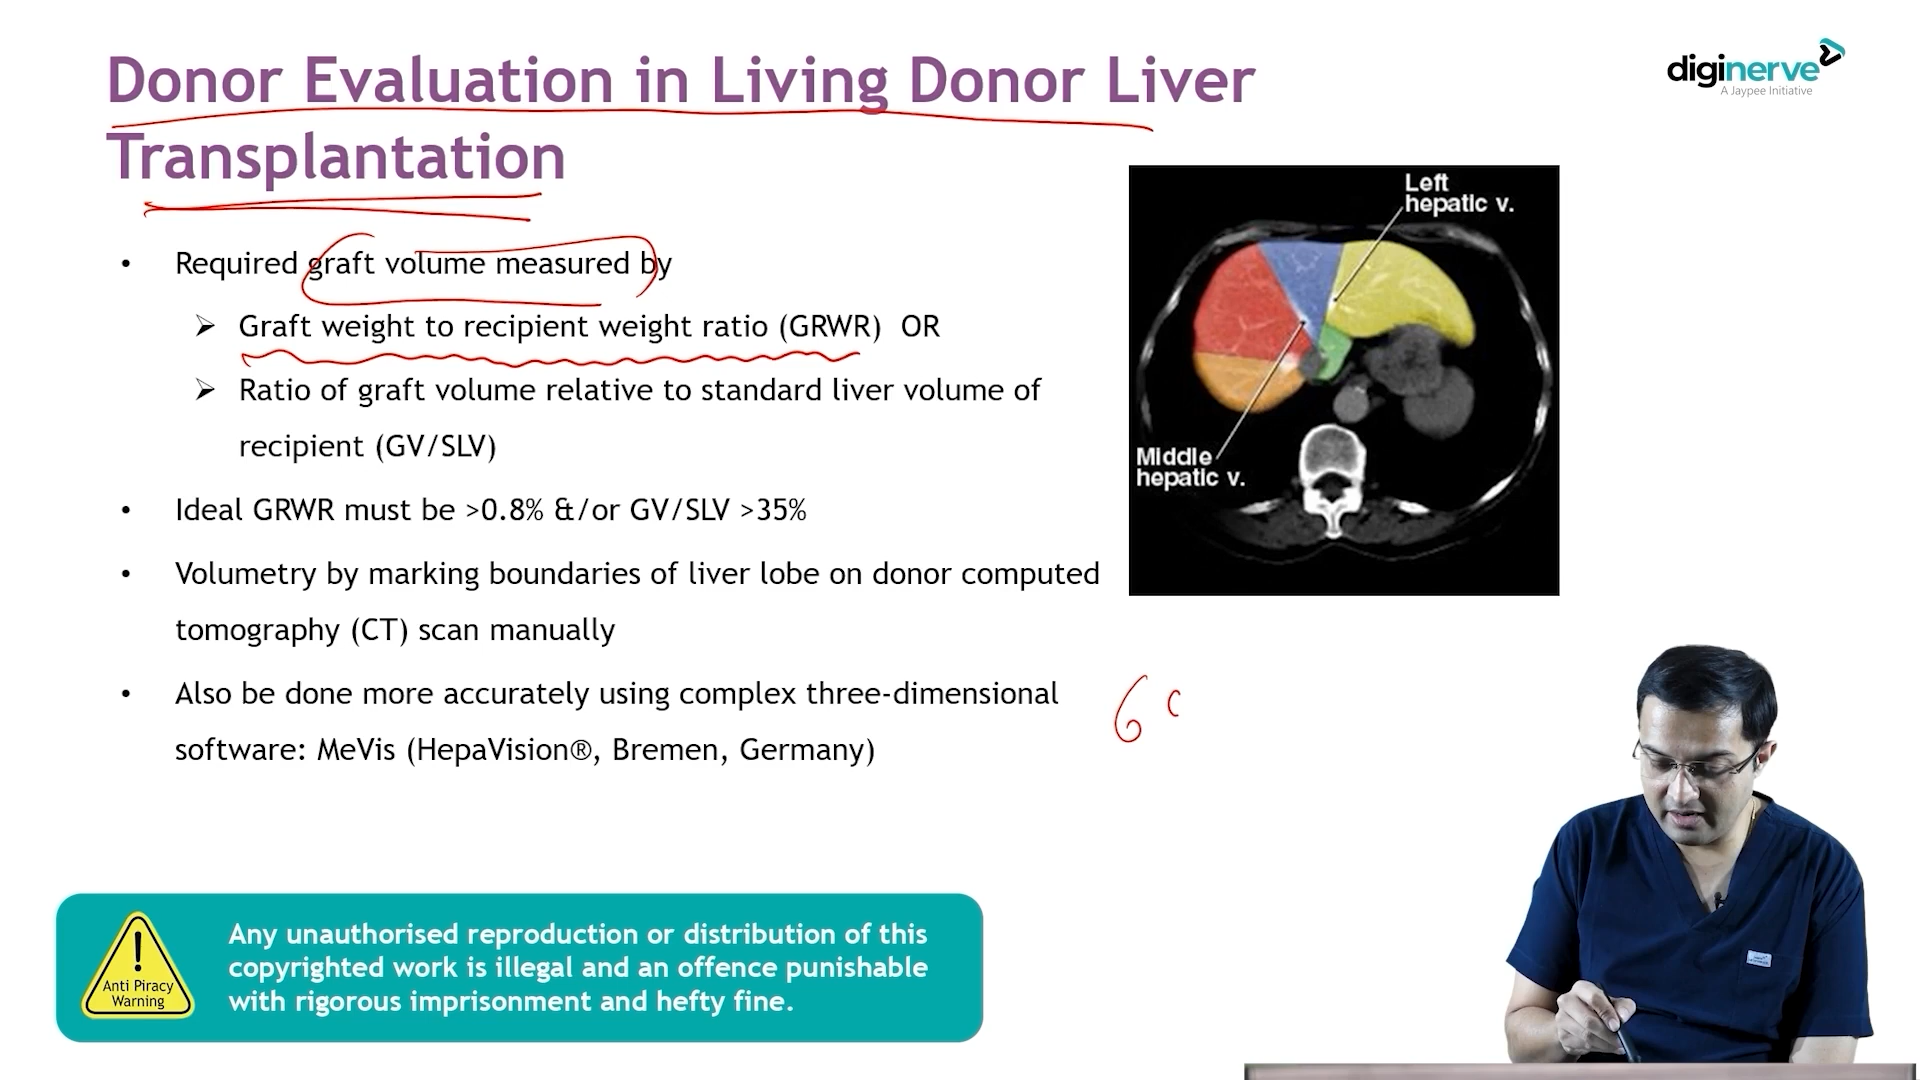 Donor Evaluation in Living Donor Liver
Transplantation
diginerve
A Jaypee Initiative
• Required graft volume measured by
➢ Graft weight to recipient weight ratio (GRWR) OR
➢ Ratio of graft volume relative to standard liver volume of
recipient (GV/SLV)
• Ideal GRWR must be >0.8% &/or GV/SLV >35%
• Volumetry by marking boundaries of liver lobe on donor computed
tomography (CT) scan manually
• Also be done more accurately using complex three-dimensional
software: MeVis (HepaVision®, Bremen, Germany)
Left
hepatic v.
Middle
hepatic v.
6
Anti Piracy
Warning
Any unauthorised reproduction or distribution of this
copyrighted work is illegal and an offence punishable
with rigorous imprisonment and hefty fine.